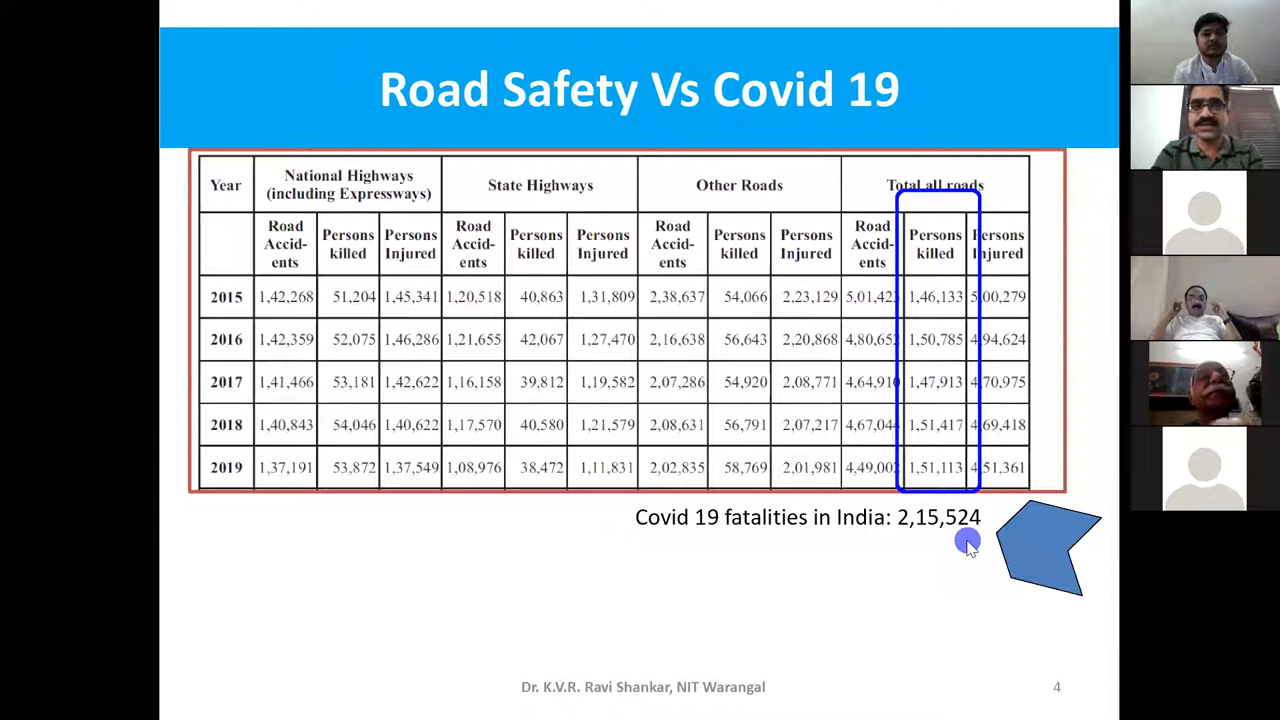 Road Safety Vs Covid 19
Year National Highways (including Expressways) State Highways Other Roads Total all roads
Road Accid-ents Persons killed Persons Injured Road Accid-ents Persons killed Persons Injured Road Accid-ents Persons killed Persons Injured Road Accid-ents Persons killed Persons Injured
2015 1,42,268 51,204 1,45,341 1,20,518 40,863 1,31,809 2,38,637 54,066 2,23,129 5,01,423 1,46,133 5,00,279
2016 1,42,359 52,075 1,46,286 1,21,655 42,067 1,27,470 2,16,638 56,643 2,20,868 4,80,652 1,50,785 4,94,624
2017 1,41,466 53,181 1,42,622 1,16,158 39,812 1,19,582 2,07,286 54,920 2,08,771 4,64,910 1,47,913 4,70,975
2018 1,40,843 54,046 1,40,622 1,17,570 40,580 1,21,579 2,08,631 56,791 2,07,217 4,67,044 1,51,417 4,69,418
2019 1,37,191 53,872 1,37,549 1,08,976 38,472 1,11,831 2,02,835 58,769 2,01,981 4,49,002 1,51,113 4,51,361
Covid 19 fatalities in India: 2,15,524
Dr. K.V.R. Ravi Shankar, NIT Warangal
4